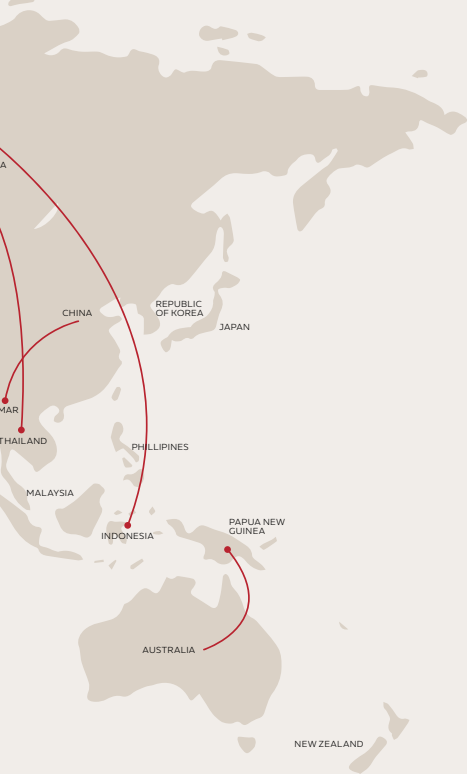 A
CHINA
REPUBLIC
OF KOREA
JAPAN
MAR
THAILAND
PHILLIPINES
MALAYSIA
PAPUA NEW
GUINEA
INDONESIA
AUSTRALIA
NEW ZEALAND